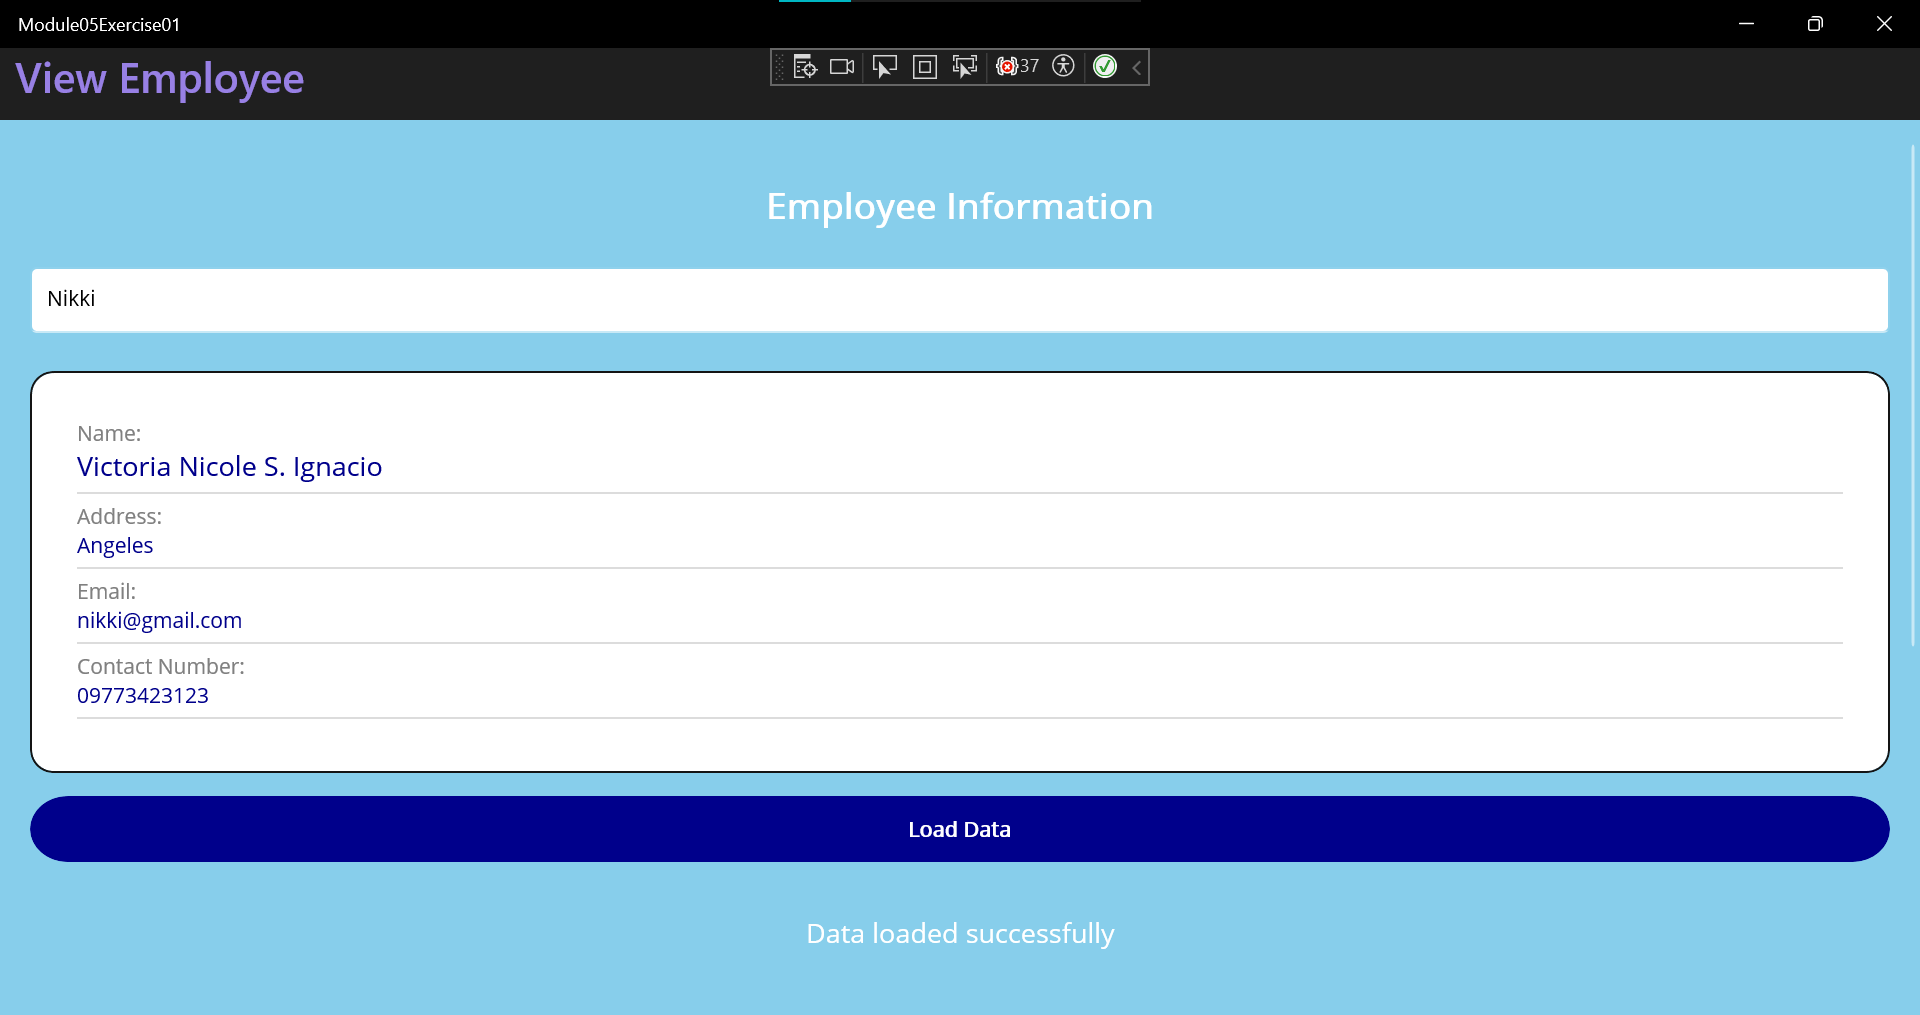 Module05Exercise01
37
View Employee
Employee Information
Nikki
Name:
Victoria Nicole S. Ignacio
Address:
Angeles
Email:
nikki@gmail.com
Contact Number:
09773423123
Load Data
Data loaded successfully